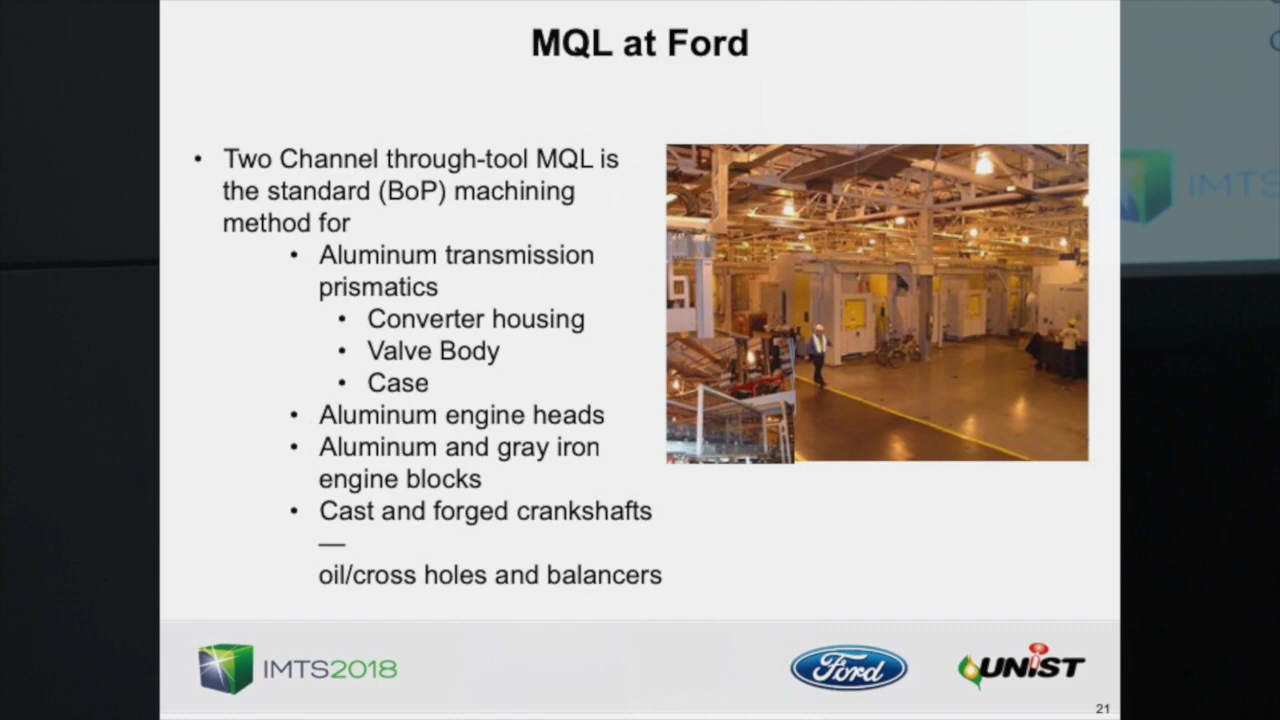 MQL at Ford
• Two Channel through-tool MQL is
the standard (BoP) machining
method for
• Aluminum transmission
prismatics
• Converter housing
• Valve Body
• Case
• Aluminum engine heads
• Aluminum and gray iron
engine blocks
• Cast and forged crankshafts
—
oil/cross holes and balancers
IMTS2018
Ford
UNIST
21
IMTS